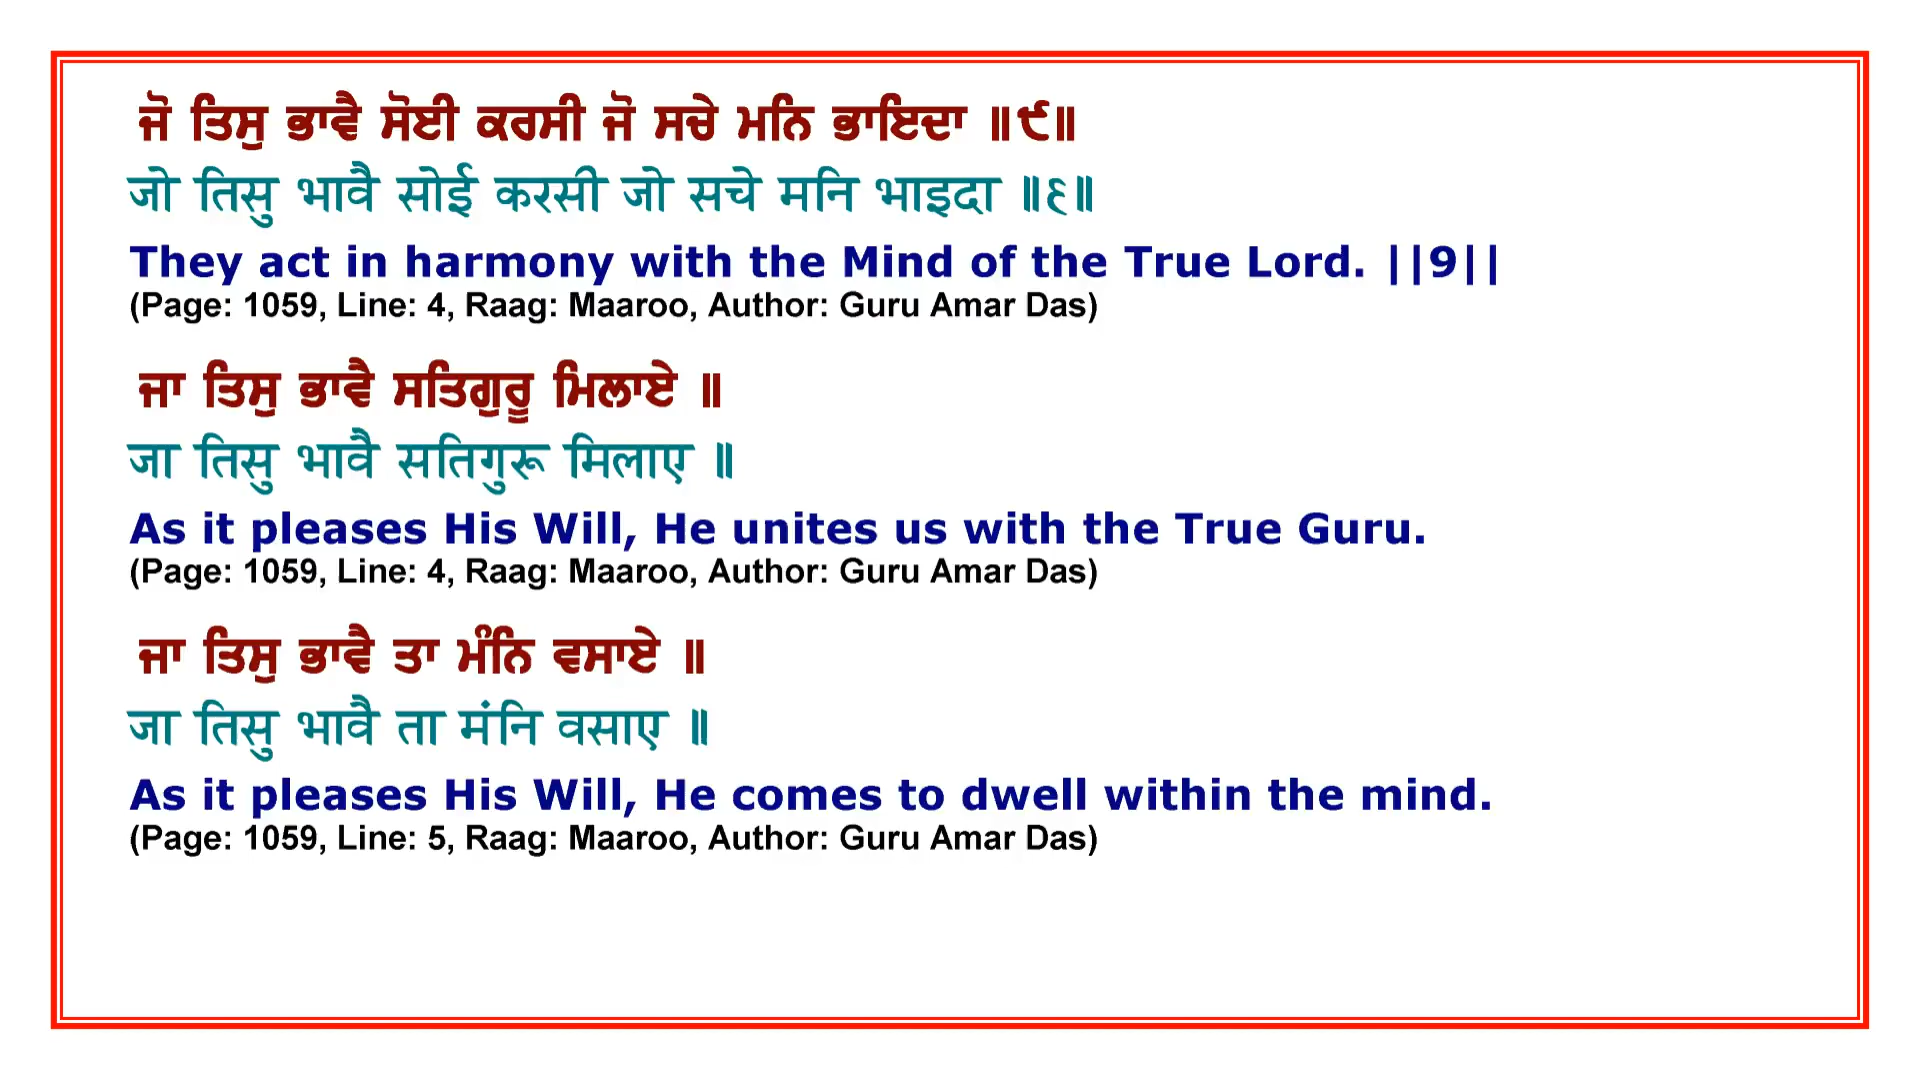 ਜੋ ਤਿਸੁ ਭਾਵੈ ਸੋਈ ਕਰਸੀ ਜੋ ਸਚੇ ਮਨਿ ਭਾਇਦਾ ॥੯॥
जो तिसु भावै सोई करसी जो सचे मनि भाइदा ॥९॥
They act in harmony with the Mind of the True Lord. ||9||
(Page: 1059, Line: 4, Raag: Maaroo, Author: Guru Amar Das)
ਜਾ ਤਿਸੁ ਭਾਵੈ ਸਤਿਗੁਰੂ ਮਿਲਾਏ ॥
जा तिसु भावै सतिगुरू मिलाए ॥
As it pleases His Will, He unites us with the True Guru.
(Page: 1059, Line: 4, Raag: Maaroo, Author: Guru Amar Das)
ਜਾ ਤਿਸੁ ਭਾਵੈ ਤਾ ਮੰਨਿ ਵਸਾਏ ॥
जा तिसु भावै ता मंनि वसाए ॥
As it pleases His Will, He comes to dwell within the mind.
(Page: 1059, Line: 5, Raag: Maaroo, Author: Guru Amar Das)